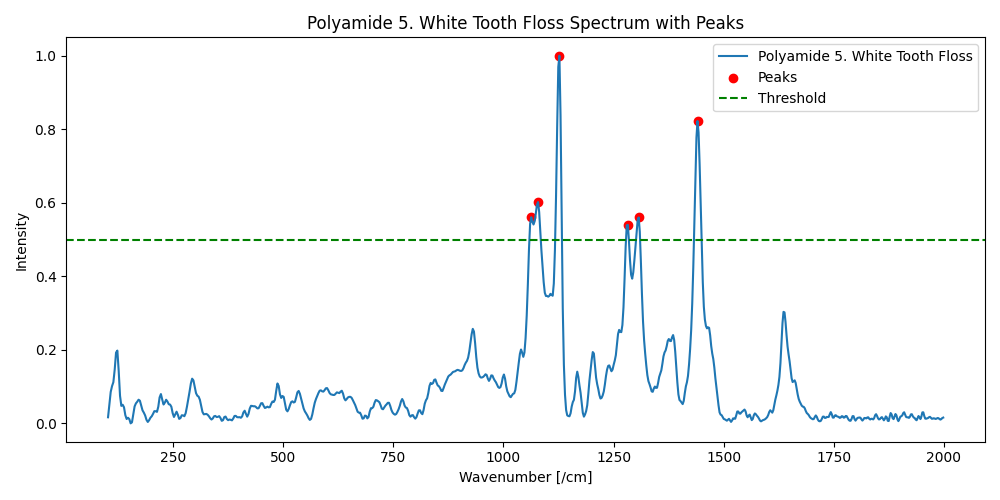 Polyamide 5. White Tooth Floss Spectrum with Peaks
Polyamide 5. White Tooth Floss
Peaks
Threshold
Intensity
1.0
0.8
0.6
0.4
0.2
0.0
250 500 750 1000 1250 1500 1750 2000
Wavenumber [/cm]